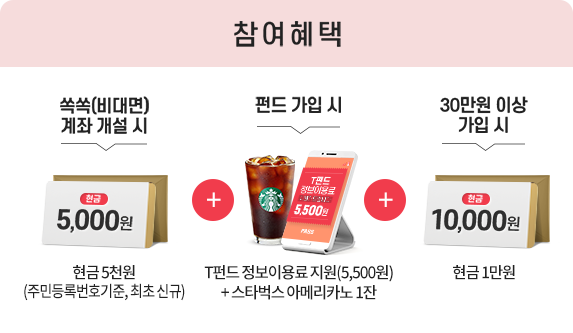 참여혜택
쏙쏙(비대면)
계좌 개설 시
펀드 가입 시
30만원 이상
가입 시
현금
5,000원
T펀드
정보이용료
5,500원
현금
10,000원
현금 5천원
(주민등록번호기준, 최초 신규)
T펀드 정보이용료 지원(5,500원)
+ 스타벅스 아메리카노 1잔
현금 1만원